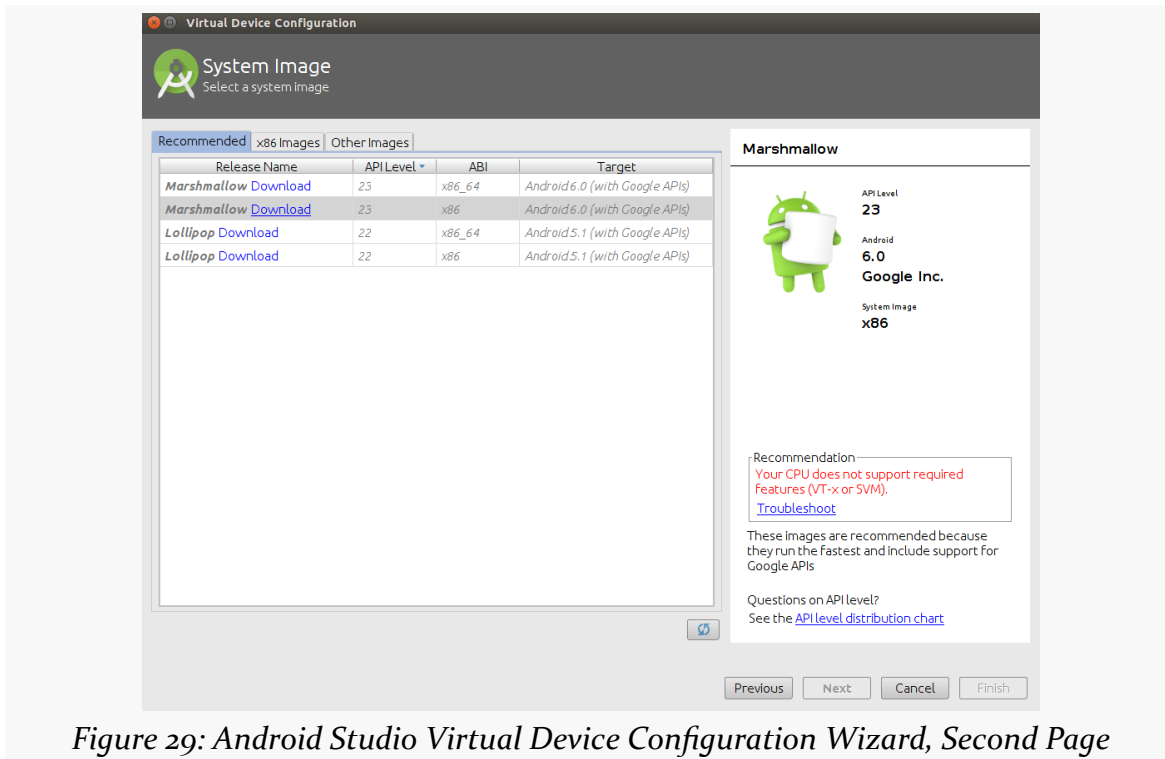 Virtual Device Configuration
System Image
Select a system image
Recommended x86 Images Other Images
Release Name API Level ABI Target
Marshmallow Download 23 x86_64 Android 6.0 (with Google APIs)
Marshmallow Download 23 x86 Android 6.0 (with Google APIs)
Lollipop Download 22 x86_64 Android 5.1 (with Google APIs)
Lollipop Download 22 x86 Android 5.1 (with Google APIs)
Marshmallow
API Level
23
Android
6.0
Google Inc.
System Image
x86
Recommendation
Your CPU does not support required
features (VT-x or SVM).
Troubleshoot
These images are recommended because
they run the fastest and include support for
Google APIs
Questions on API level?
See the API level distribution chart
Previous Next Cancel Finish
Figure 29: Android Studio Virtual Device Configuration Wizard, Second Page